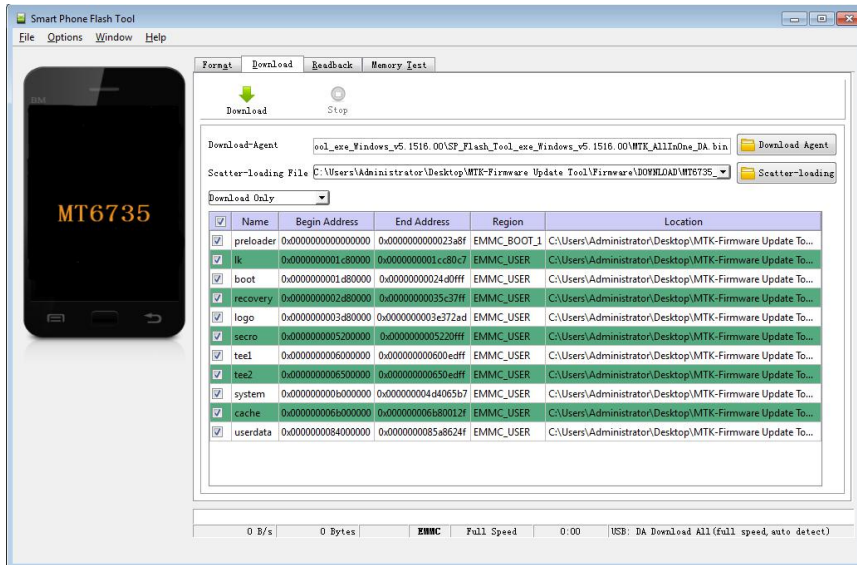 Smart Phone Flash Tool
File Options Window Help
Format Download Readback Memory Test
BM
Download Stop
Download-Agent ool_exe_Windows_v5.1516.00\SP_Flash_Tool_exe_Windows_v5.1516.00\MTK_AllInOne_DA.bin Download Agent
Scatter-loading File C:\Users\Administrator\Desktop\MTK-Firmware Update Tool\Firmware\DOWNLOAD\MT6735_ Scatter-loading
Download Only
MT6735
Name Begin Address End Address Region Location
preloader 0x0000000000000000 0x0000000000023a8f EMMC_BOOT_1 C:\Users\Administrator\Desktop\MTK-Firmware Update To...
lk 0x0000000001c80000 0x0000000001cc80c7 EMMC_USER C:\Users\Administrator\Desktop\MTK-Firmware Update To...
boot 0x0000000001d80000 0x00000000024d0fff EMMC_USER C:\Users\Administrator\Desktop\MTK-Firmware Update To...
recovery 0x0000000002d80000 0x00000000035c37ff EMMC_USER C:\Users\Administrator\Desktop\MTK-Firmware Update To...
logo 0x0000000003d80000 0x0000000003e372ad EMMC_USER C:\Users\Administrator\Desktop\MTK-Firmware Update To...
secro 0x0000000005200000 0x0000000005220fff EMMC_USER C:\Users\Administrator\Desktop\MTK-Firmware Update To...
tee1 0x0000000006000000 0x000000000600edff EMMC_USER C:\Users\Administrator\Desktop\MTK-Firmware Update To...
tee2 0x0000000006500000 0x000000000650edff EMMC_USER C:\Users\Administrator\Desktop\MTK-Firmware Update To...
system 0x000000000b000000 0x000000004d4065b7 EMMC_USER C:\Users\Administrator\Desktop\MTK-Firmware Update To...
cache 0x000000006b000000 0x000000006b80012f EMMC_USER C:\Users\Administrator\Desktop\MTK-Firmware Update To...
userdata 0x0000000084000000 0x0000000085a8624f EMMC_USER C:\Users\Administrator\Desktop\MTK-Firmware Update To...
0 B/s 0 Bytes EMMC Full Speed 0:00 USB: DA Download All(full speed,auto detect)